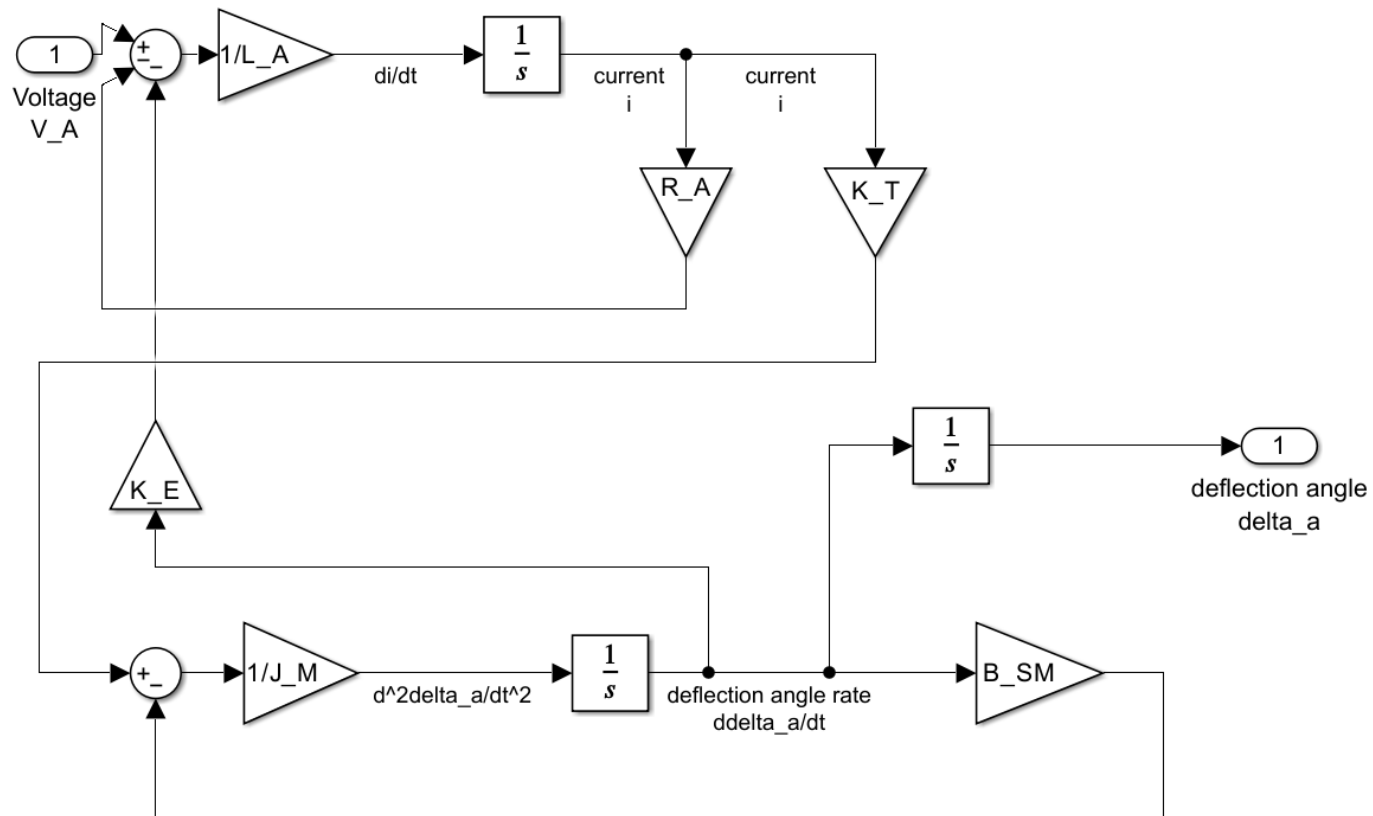 1
+
-
-
1/L_A
1
s
di/dt
current
i
current
i
Voltage
V_A
R_A
K_T
K_E
1
s
1
deflection angle
delta_a
+
-
1/J_M
1
s
B_SM
d^2delta_a/dt^2
deflection angle rate
ddelta_a/dt